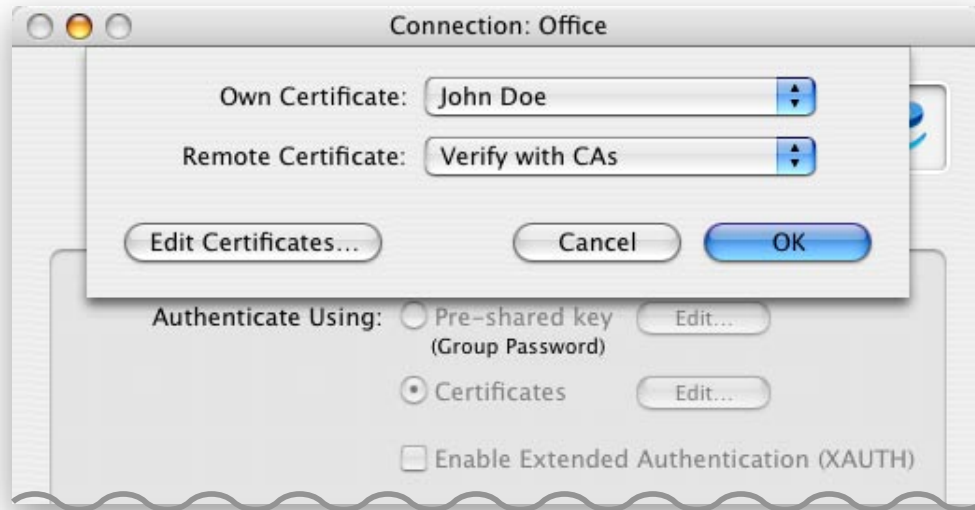 Connection: Office
Own Certificate: John Doe
Remote Certificate: Verify with CAs
Edit Certificates... Cancel OK
Authenticate Using: Pre-shared key Edit...
(Group Password)
Certificates Edit...
Enable Extended Authentication (XAUTH)